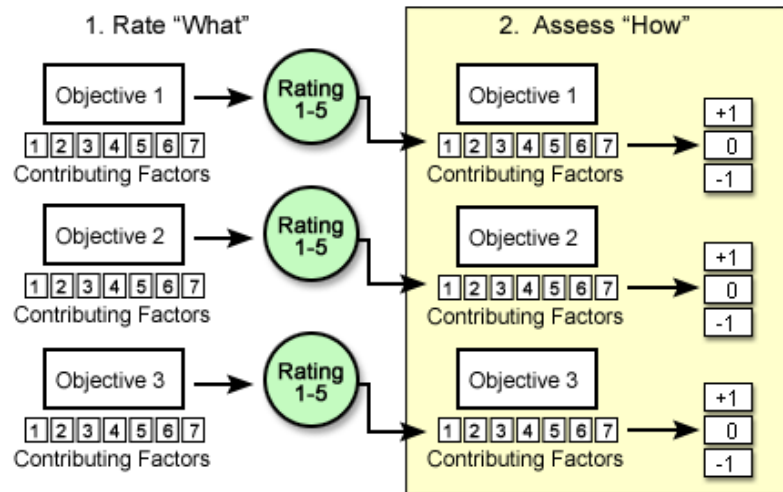 1. Rate “What”
2. Assess “How”
Objective 1
Rating
1-5
Objective 1
1 2 3 4 5 6 7
Contributing Factors
1 2 3 4 5 6 7
Contributing Factors
+1
0
-1
Objective 2
Rating
1-5
Objective 2
1 2 3 4 5 6 7
Contributing Factors
1 2 3 4 5 6 7
Contributing Factors
+1
0
-1
Objective 3
Rating
1-5
Objective 3
1 2 3 4 5 6 7
Contributing Factors
1 2 3 4 5 6 7
Contributing Factors
+1
0
-1